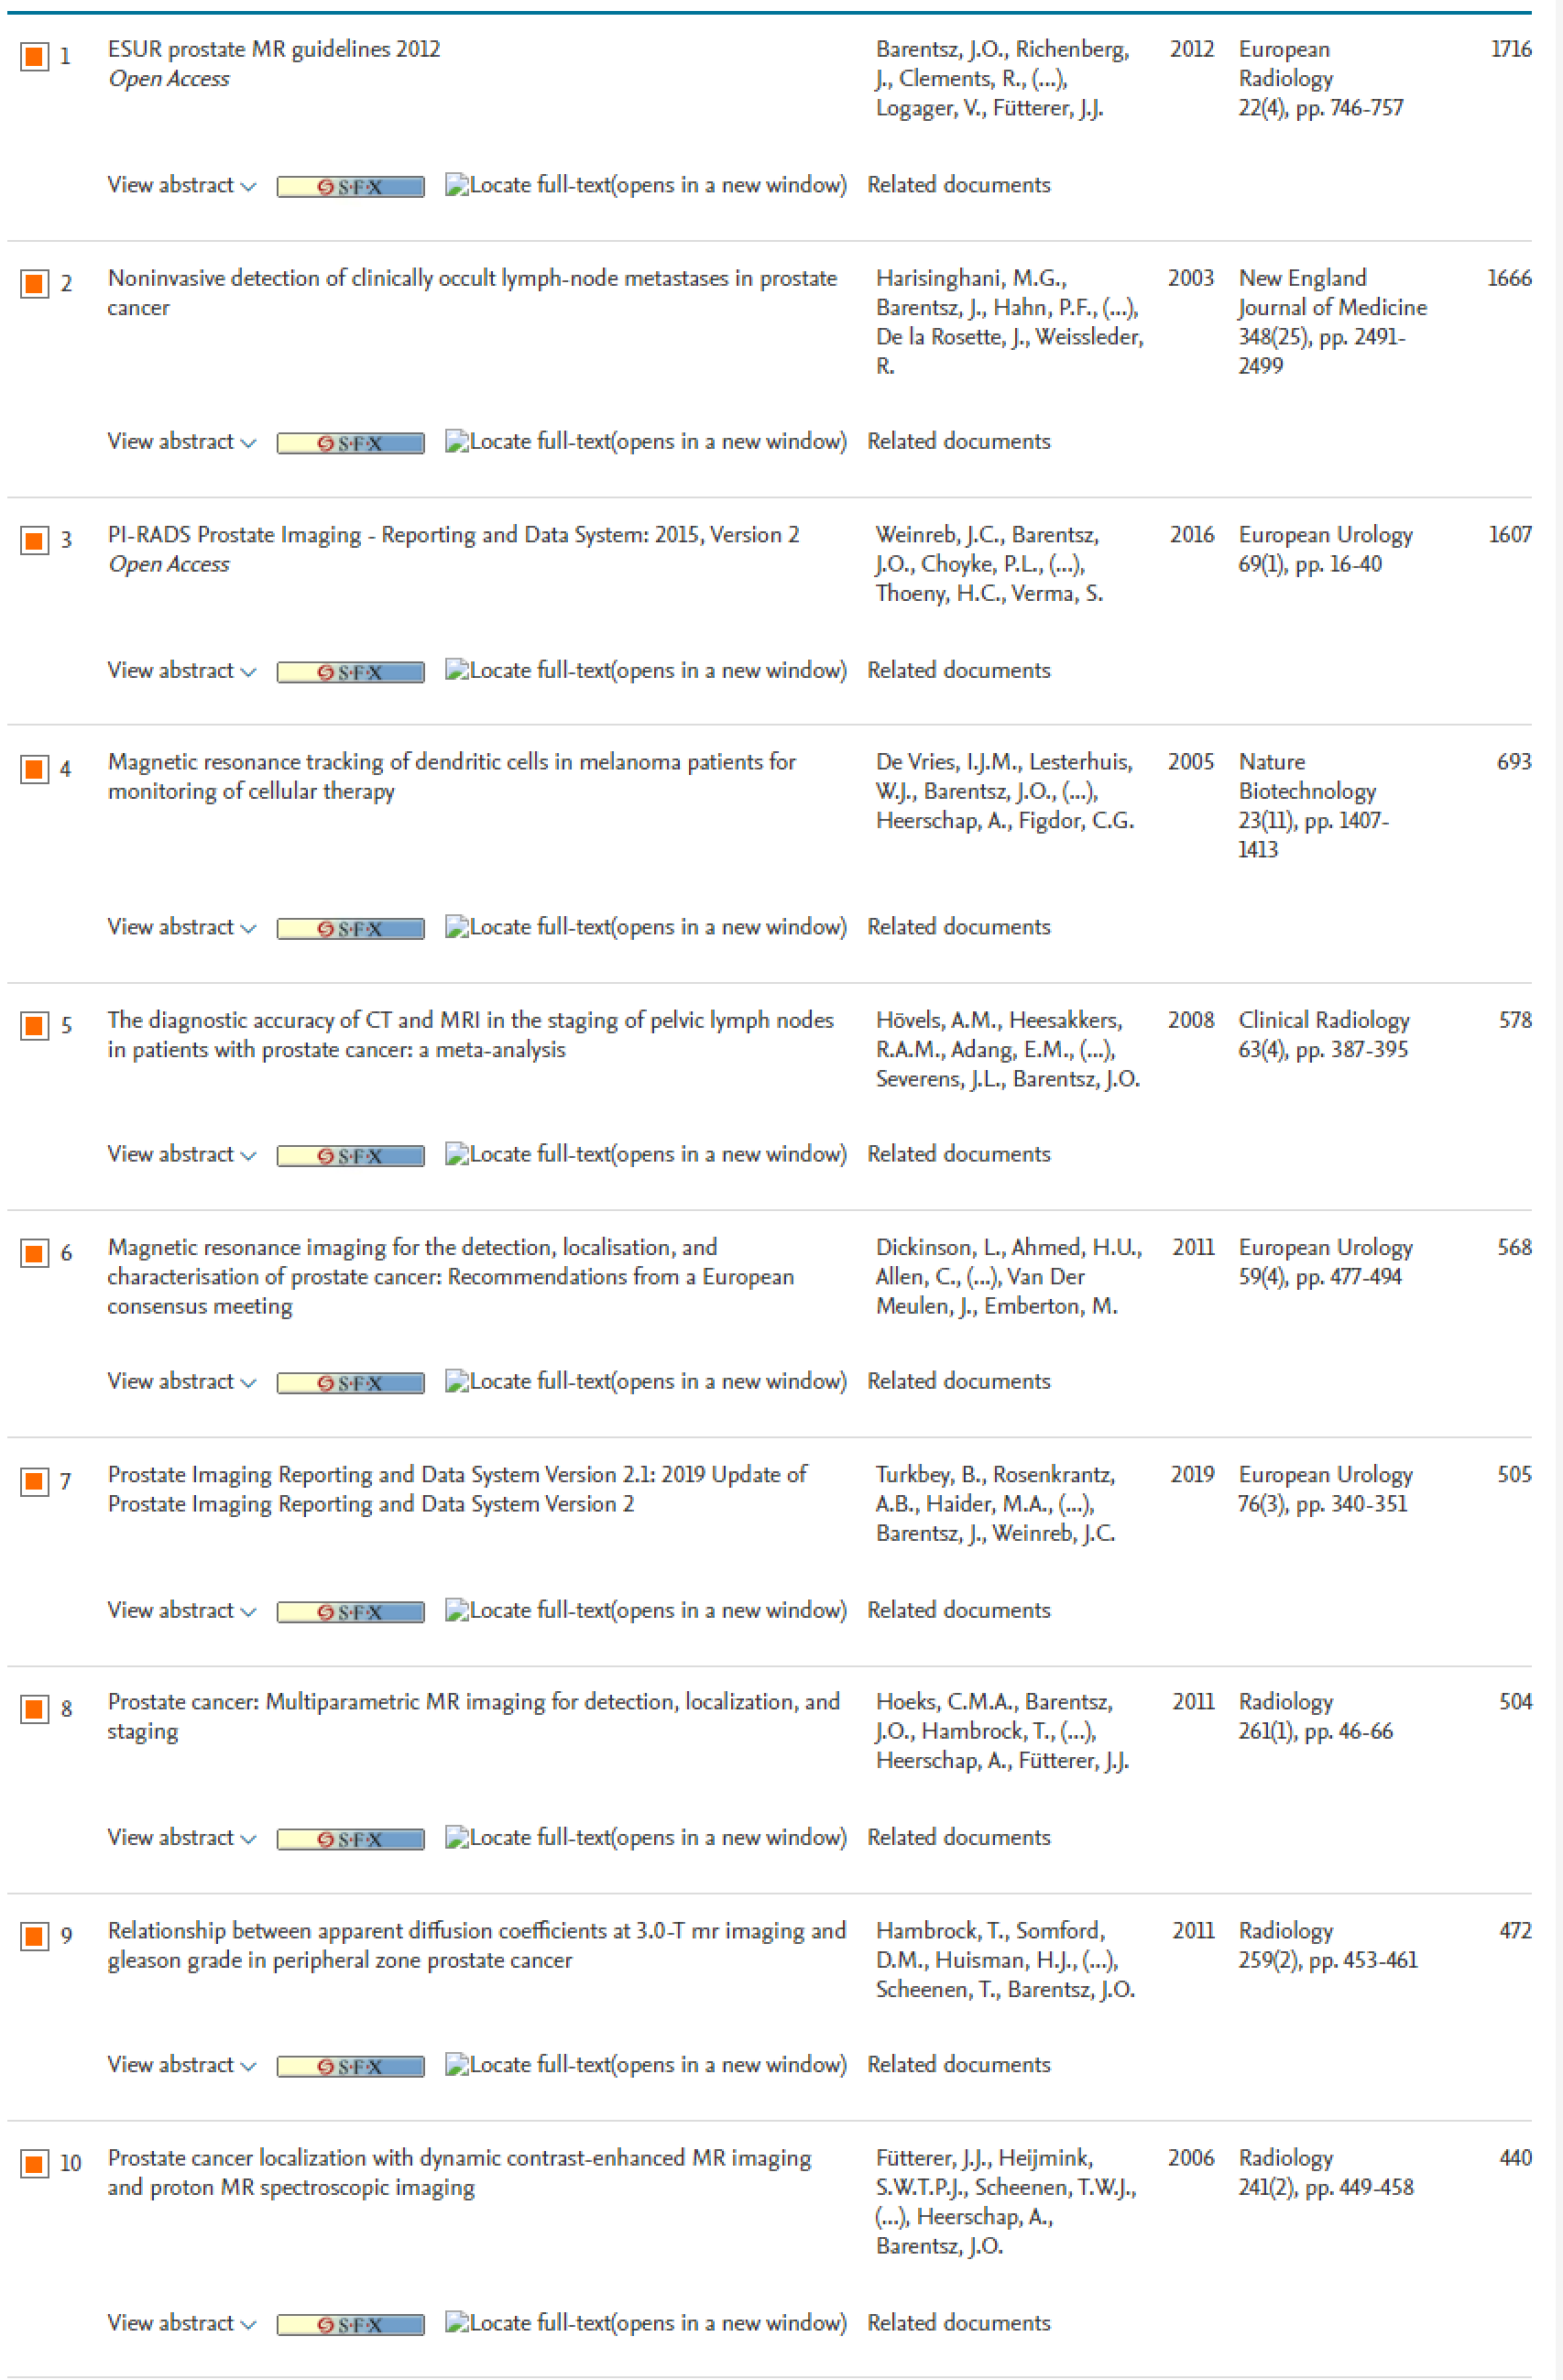 1 ESUR prostate MR guidelines 2012 Barentsz, J.O., Richenberg, 2012 European 1716
Open Access J., Clements, R., (...), Radiology
Logager, V., Fütterer, J.J. 22(4), pp. 746-757
View abstract S·F·X Locate full-text(opens in a new window) Related documents
2 Noninvasive detection of clinically occult lymph-node metastases in prostate Harisinghani, M.G., 2003 New England 1666
cancer Barentsz, J., Hahn, P.F., (...), Journal of Medicine
De la Rosette, J., Weissleder, 348(25), pp. 2491-
R. 2499
View abstract S·F·X Locate full-text(opens in a new window) Related documents
3 PI-RADS Prostate Imaging - Reporting and Data System: 2015, Version 2 Weinreb, J.C., Barentsz, 2016 European Urology 1607
Open Access J.O., Choyke, P.L., (...), 69(1), pp. 16-40
Thoeny, H.C., Verma, S.
View abstract S·F·X Locate full-text(opens in a new window) Related documents
4 Magnetic resonance tracking of dendritic cells in melanoma patients for De Vries, I.J.M., Lesterhuis, 2005 Nature 693
monitoring of cellular therapy W.J., Barentsz, J.O., (...), Biotechnology
Heerschap, A., Figdor, C.G. 23(11), pp. 1407-
1413
View abstract S·F·X Locate full-text(opens in a new window) Related documents
5 The diagnostic accuracy of CT and MRI in the staging of pelvic lymph nodes Hövels, A.M., Heesakkers, 2008 Clinical Radiology 578
in patients with prostate cancer: a meta-analysis R.A.M., Adang, E.M., (...), 63(4), pp. 387-395
Severens, J.L., Barentsz, J.O.
View abstract S·F·X Locate full-text(opens in a new window) Related documents
6 Magnetic resonance imaging for the detection, localisation, and Dickinson, L., Ahmed, H.U., 2011 European Urology 568
characterisation of prostate cancer: Recommendations from a European Allen, C., (...), Van Der 59(4), pp. 477-494
consensus meeting Meulen, J., Emberton, M.
View abstract S·F·X Locate full-text(opens in a new window) Related documents
7 Prostate Imaging Reporting and Data System Version 2.1: 2019 Update of Turkbey, B., Rosenkrantz, 2019 European Urology 505
Prostate Imaging Reporting and Data System Version 2 A.B., Haider, M.A., (...), 76(3), pp. 340-351
Barentsz, J., Weinreb, J.C.
View abstract S·F·X Locate full-text(opens in a new window) Related documents
8 Prostate cancer: Multiparametric MR imaging for detection, localization, and Hoeks, C.M.A., Barentsz, 2011 Radiology 504
staging J.O., Hambrock, T., (...), 261(1), pp. 46-66
Heerschap, A., Fütterer, J.J.
View abstract S·F·X Locate full-text(opens in a new window) Related documents
9 Relationship between apparent diffusion coefficients at 3.0-T mr imaging and Hambrock, T., Somford, 2011 Radiology 472
gleason grade in peripheral zone prostate cancer D.M., Huisman, H.J., (...), 259(2), pp. 453-461
Scheenen, T., Barentsz, J.O.
View abstract S·F·X Locate full-text(opens in a new window) Related documents
10 Prostate cancer localization with dynamic contrast-enhanced MR imaging Fütterer, J.J., Heijmink, 2006 Radiology 440
and proton MR spectroscopic imaging S.W.T.P.J., Scheenen, T.W.J., 241(2), pp. 449-458
(...), Heerschap, A.,
Barentsz, J.O.
View abstract S·F·X Locate full-text(opens in a new window) Related documents